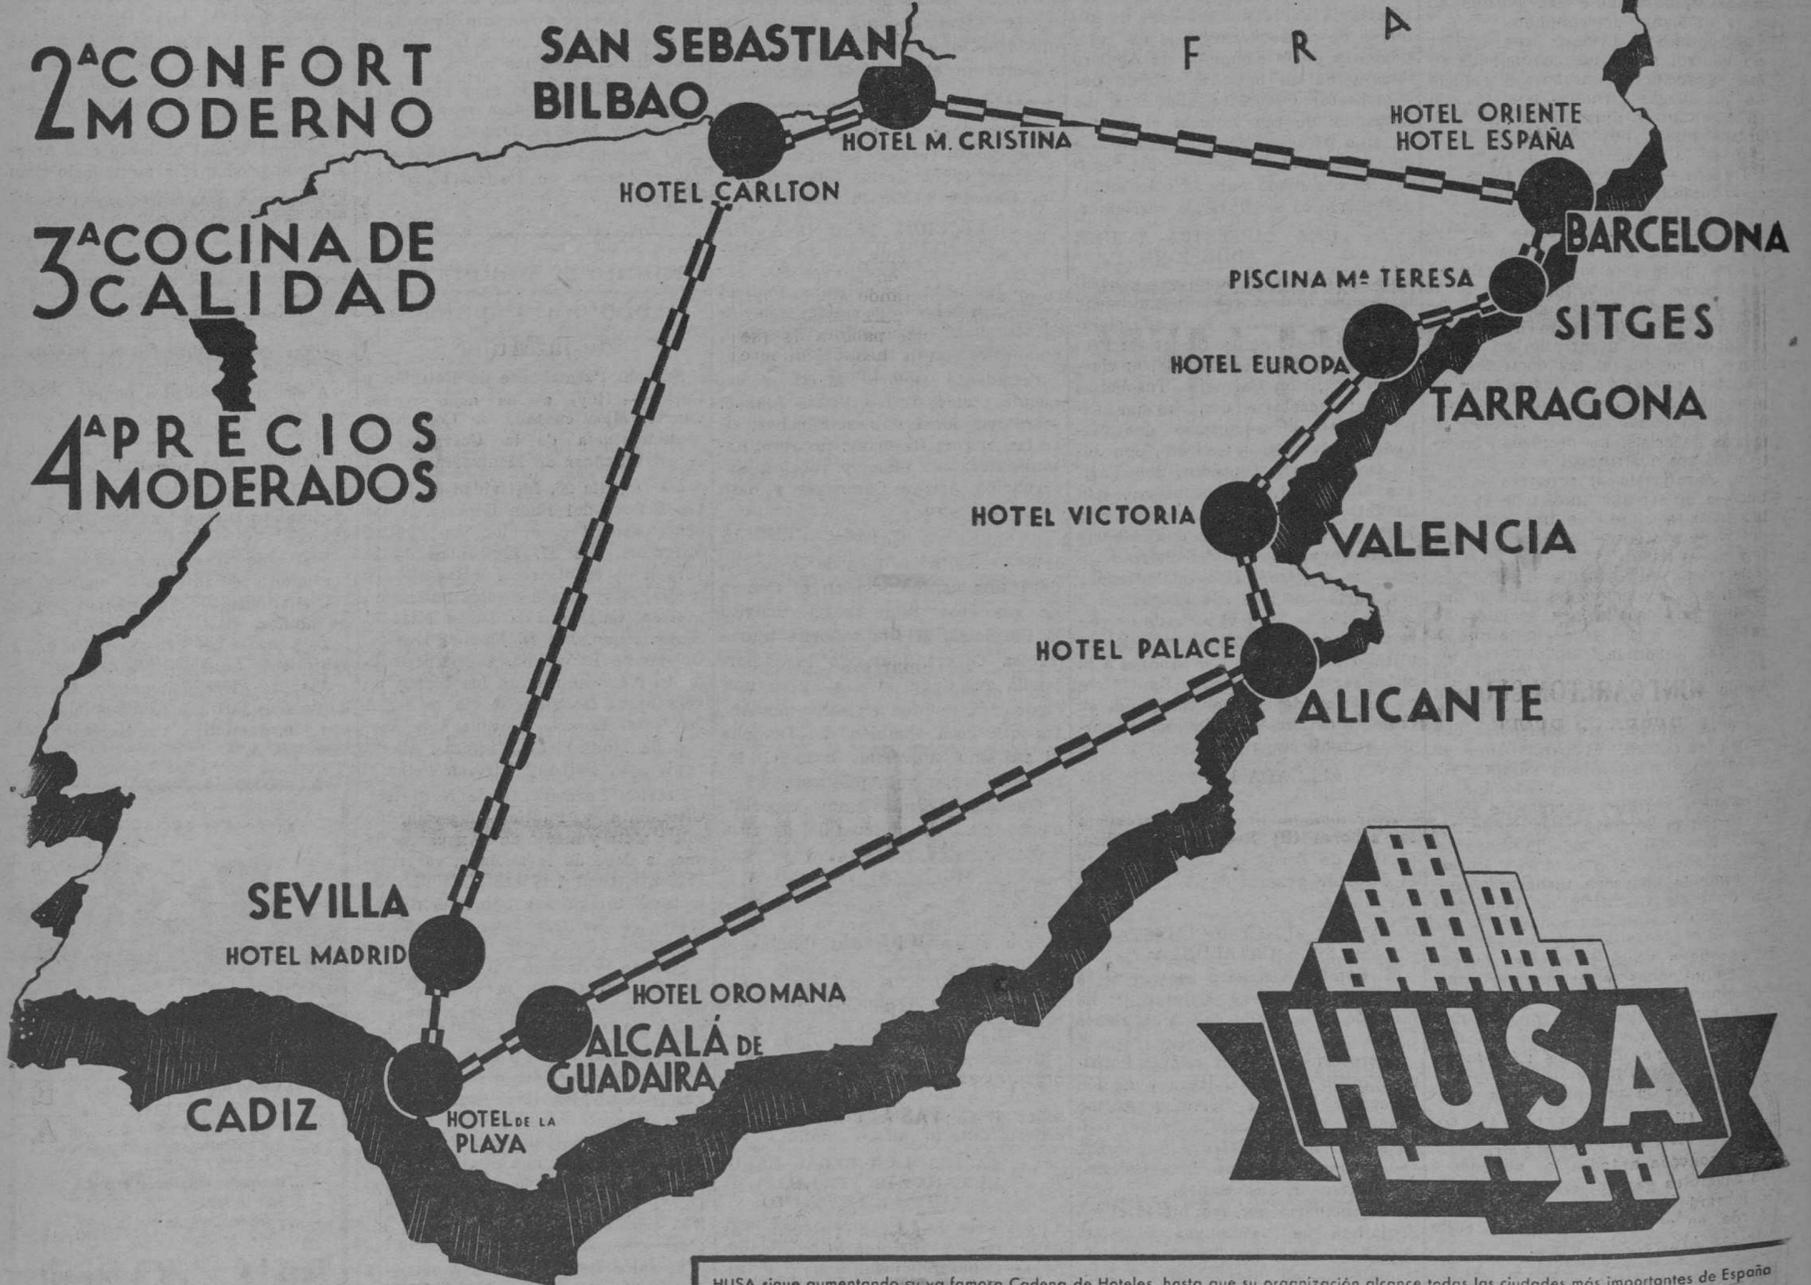 2ª CONFORT
MODERNO
3ª COCINA DE
CALIDAD
4ª PRECIOS
MODERADOS
SAN SEBASTIAN
BILBAO
HOTEL M. CRISTINA
HOTEL CARLTON
F R A
HOTEL ORIENTE
HOTEL ESPAÑA
BARCELONA
PISCINA Mª TERESA
SITGES
HOTEL EUROPA
TARRAGONA
HOTEL VICTORIA
VALENCIA
HOTEL PALACE
ALICANTE
SEVILLA
HOTEL MADRID
HOTEL OROMANA
ALCALÁ DE
GUADAIRA
CADIZ
HOTEL DE LA
PLAYA
HUSA
HUSA sigue aumentando su ya famosa Cadena de Hoteles, hasta que su organización alcance todas las ciudades más importantes de España